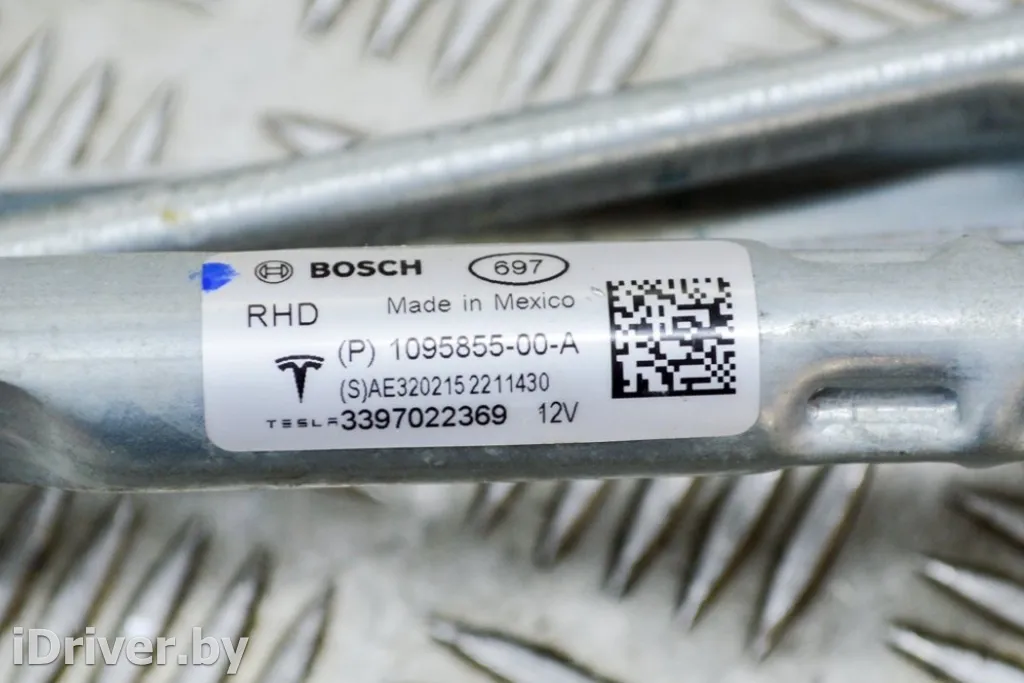 BOSCH 697
RHD Made in Mexico
(P) 1095855-00-A
(S)AE320215 2211430
TESLA 3397022369 12V
iDriver.by